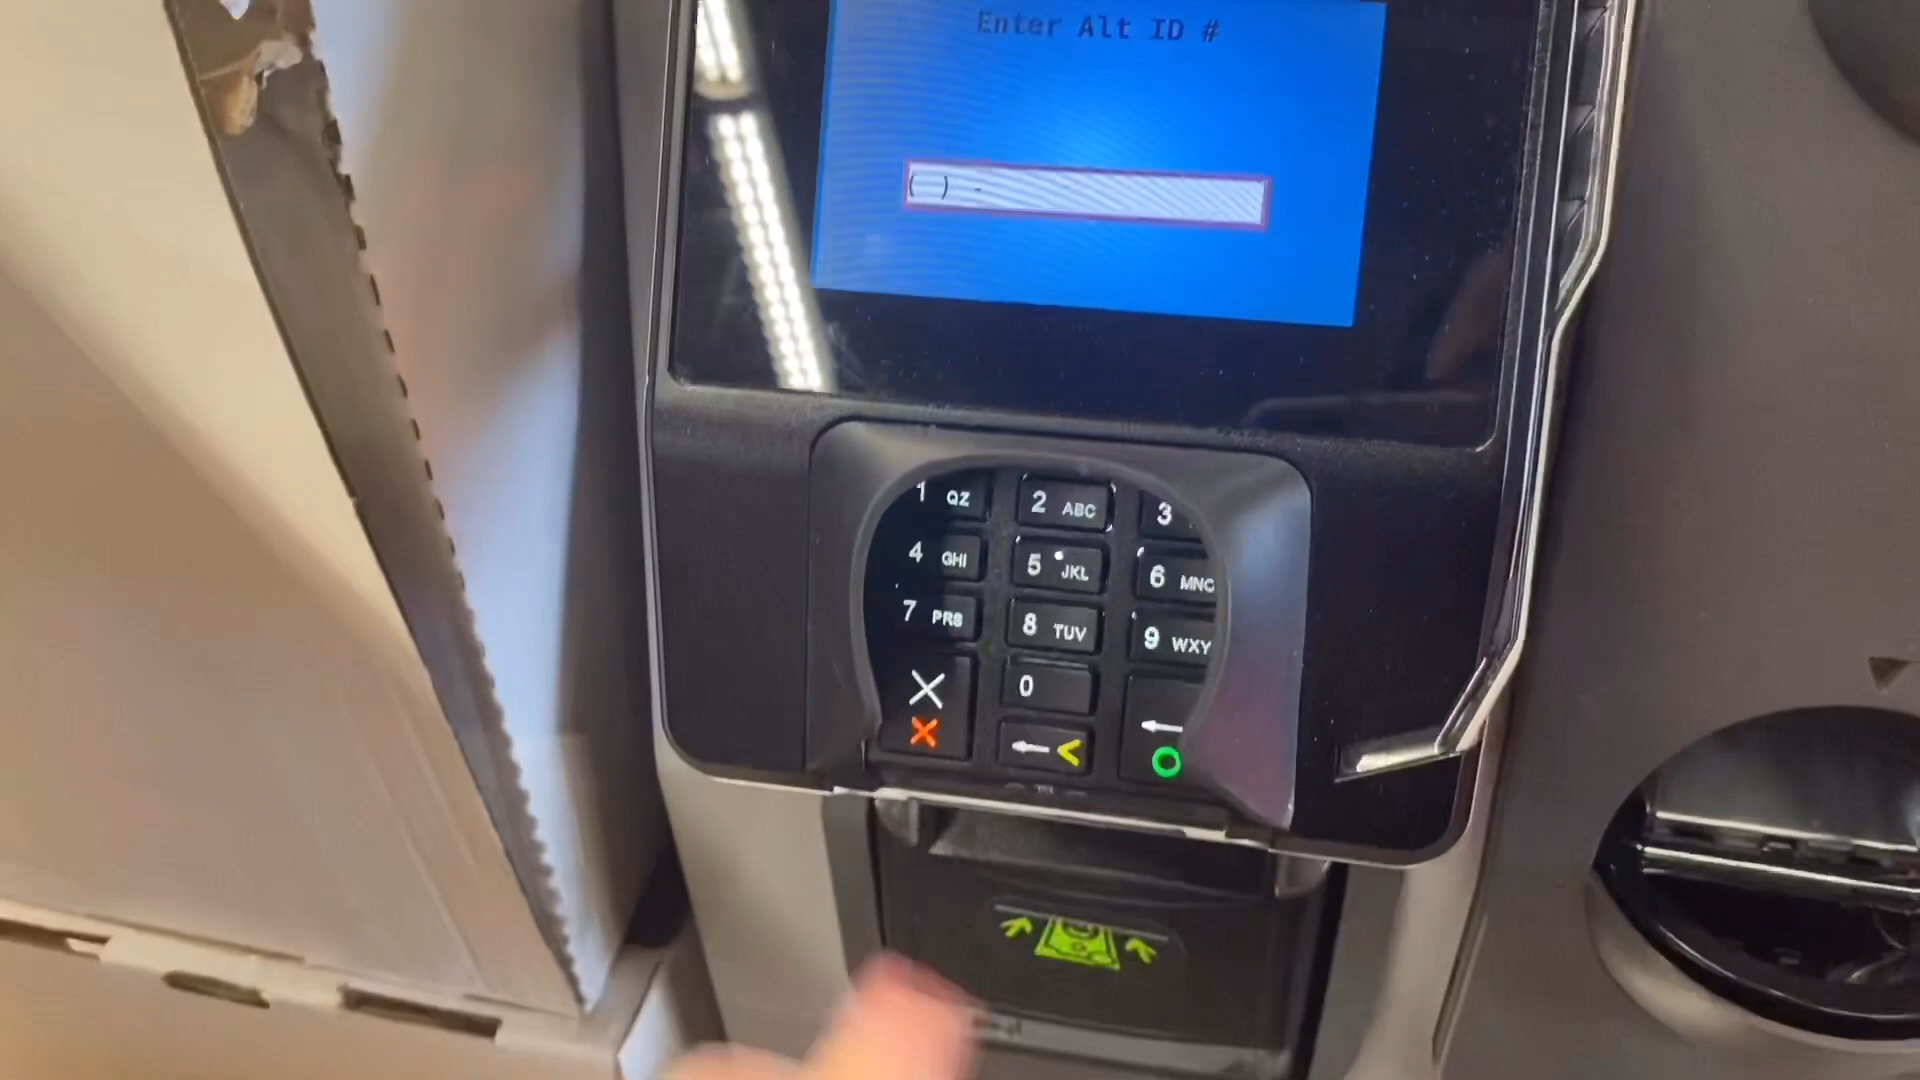 Enter Alt ID #
( ) -
1 QZ 2 ABC 3
4 GHI 5 JKL 6 MNO
7 PRS 8 TUV 9 WXY
0